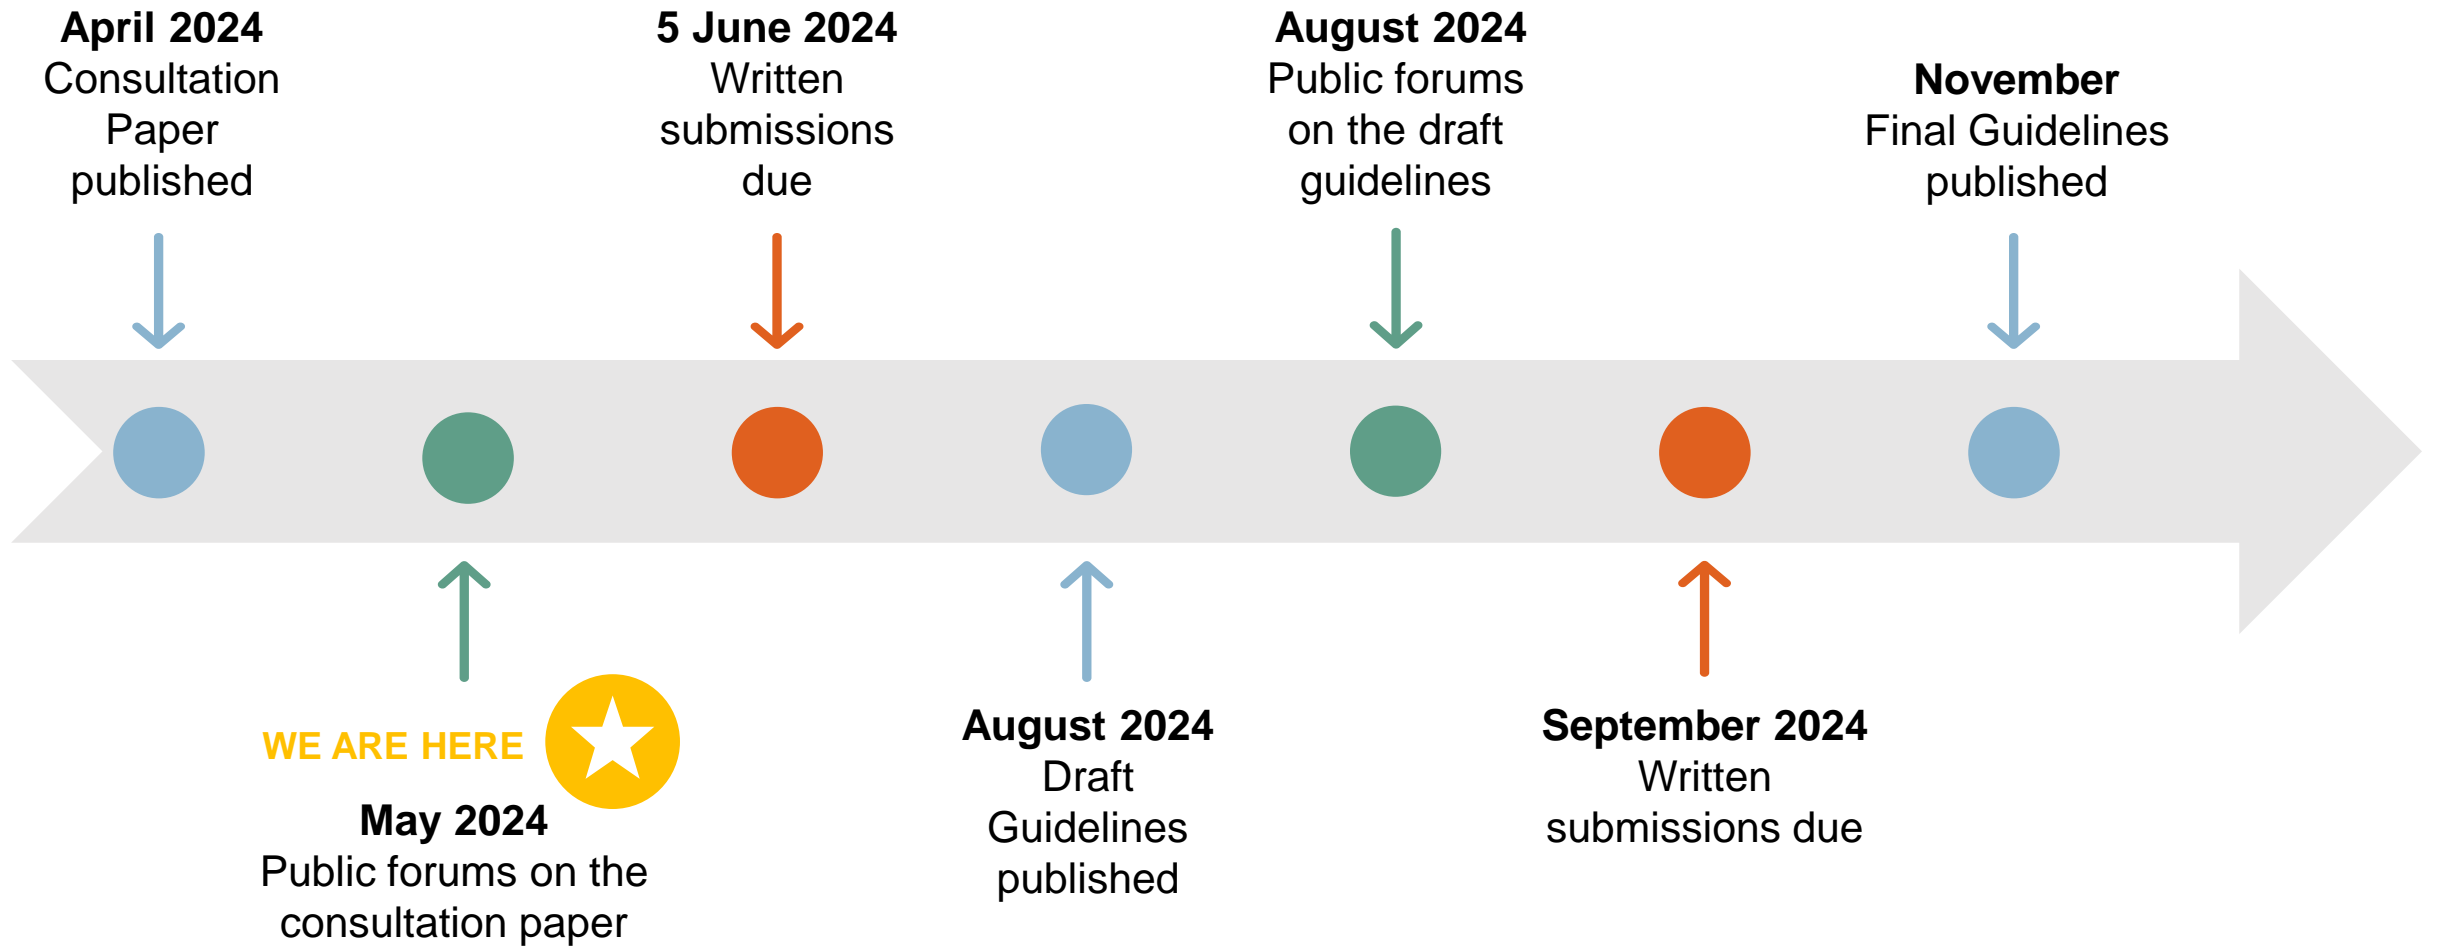 April 2024
Consultation
Paper
published
5 June 2024
Written
submissions
due
August 2024
Public forums
on the draft
guidelines
November
Final Guidelines
published
WE ARE HERE
May 2024
Public forums on the
consultation paper
August 2024
Draft
Guidelines
published
September 2024
Written
submissions due